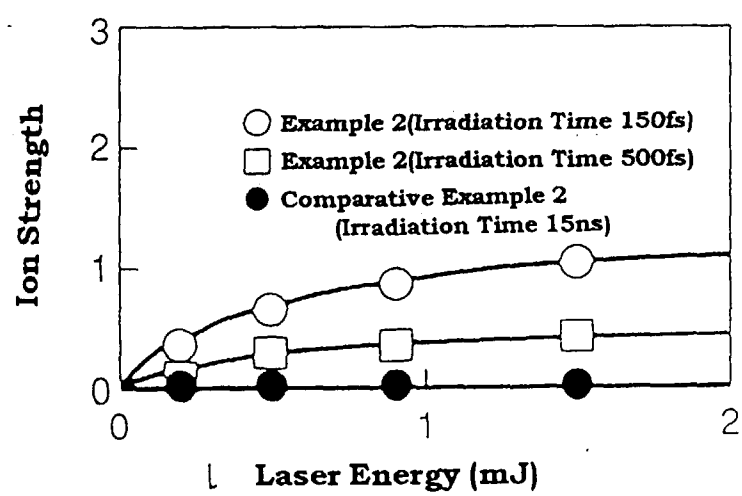 3
2
1
0
Ion Strength
Example 2(Irradiation Time 150fs)
Example 2(Irradiation Time 500fs)
Comparative Example 2
(Irradiation Time 15ns)
0 1 2
Laser Energy (mJ)